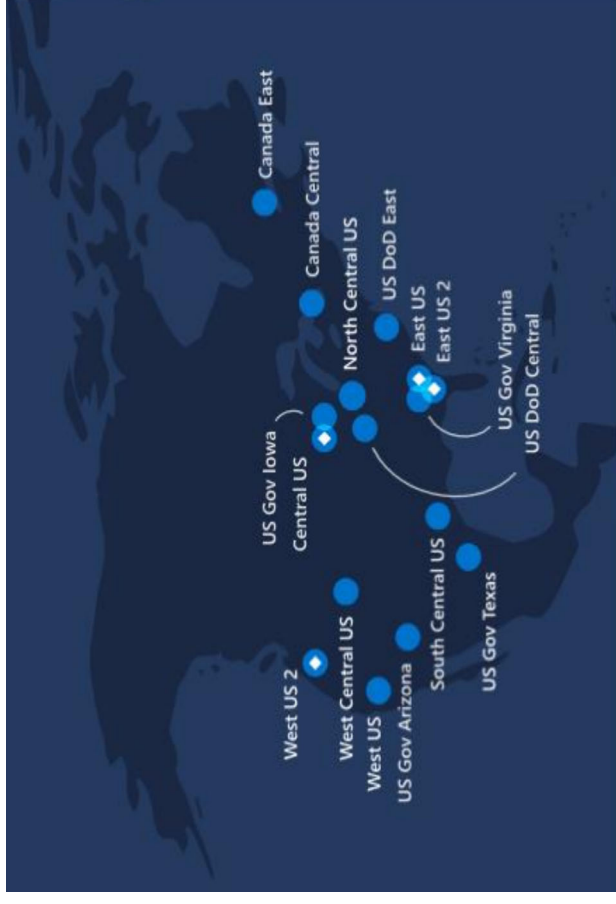 Canada East
Canada Central
US Gov Iowa
Central US
North Central US
West US 2
West Central US
West US
US Gov Arizona
US DoD East
East US
East US 2
South Central US
US Gov Texas
US Gov Virginia
US DoD Central